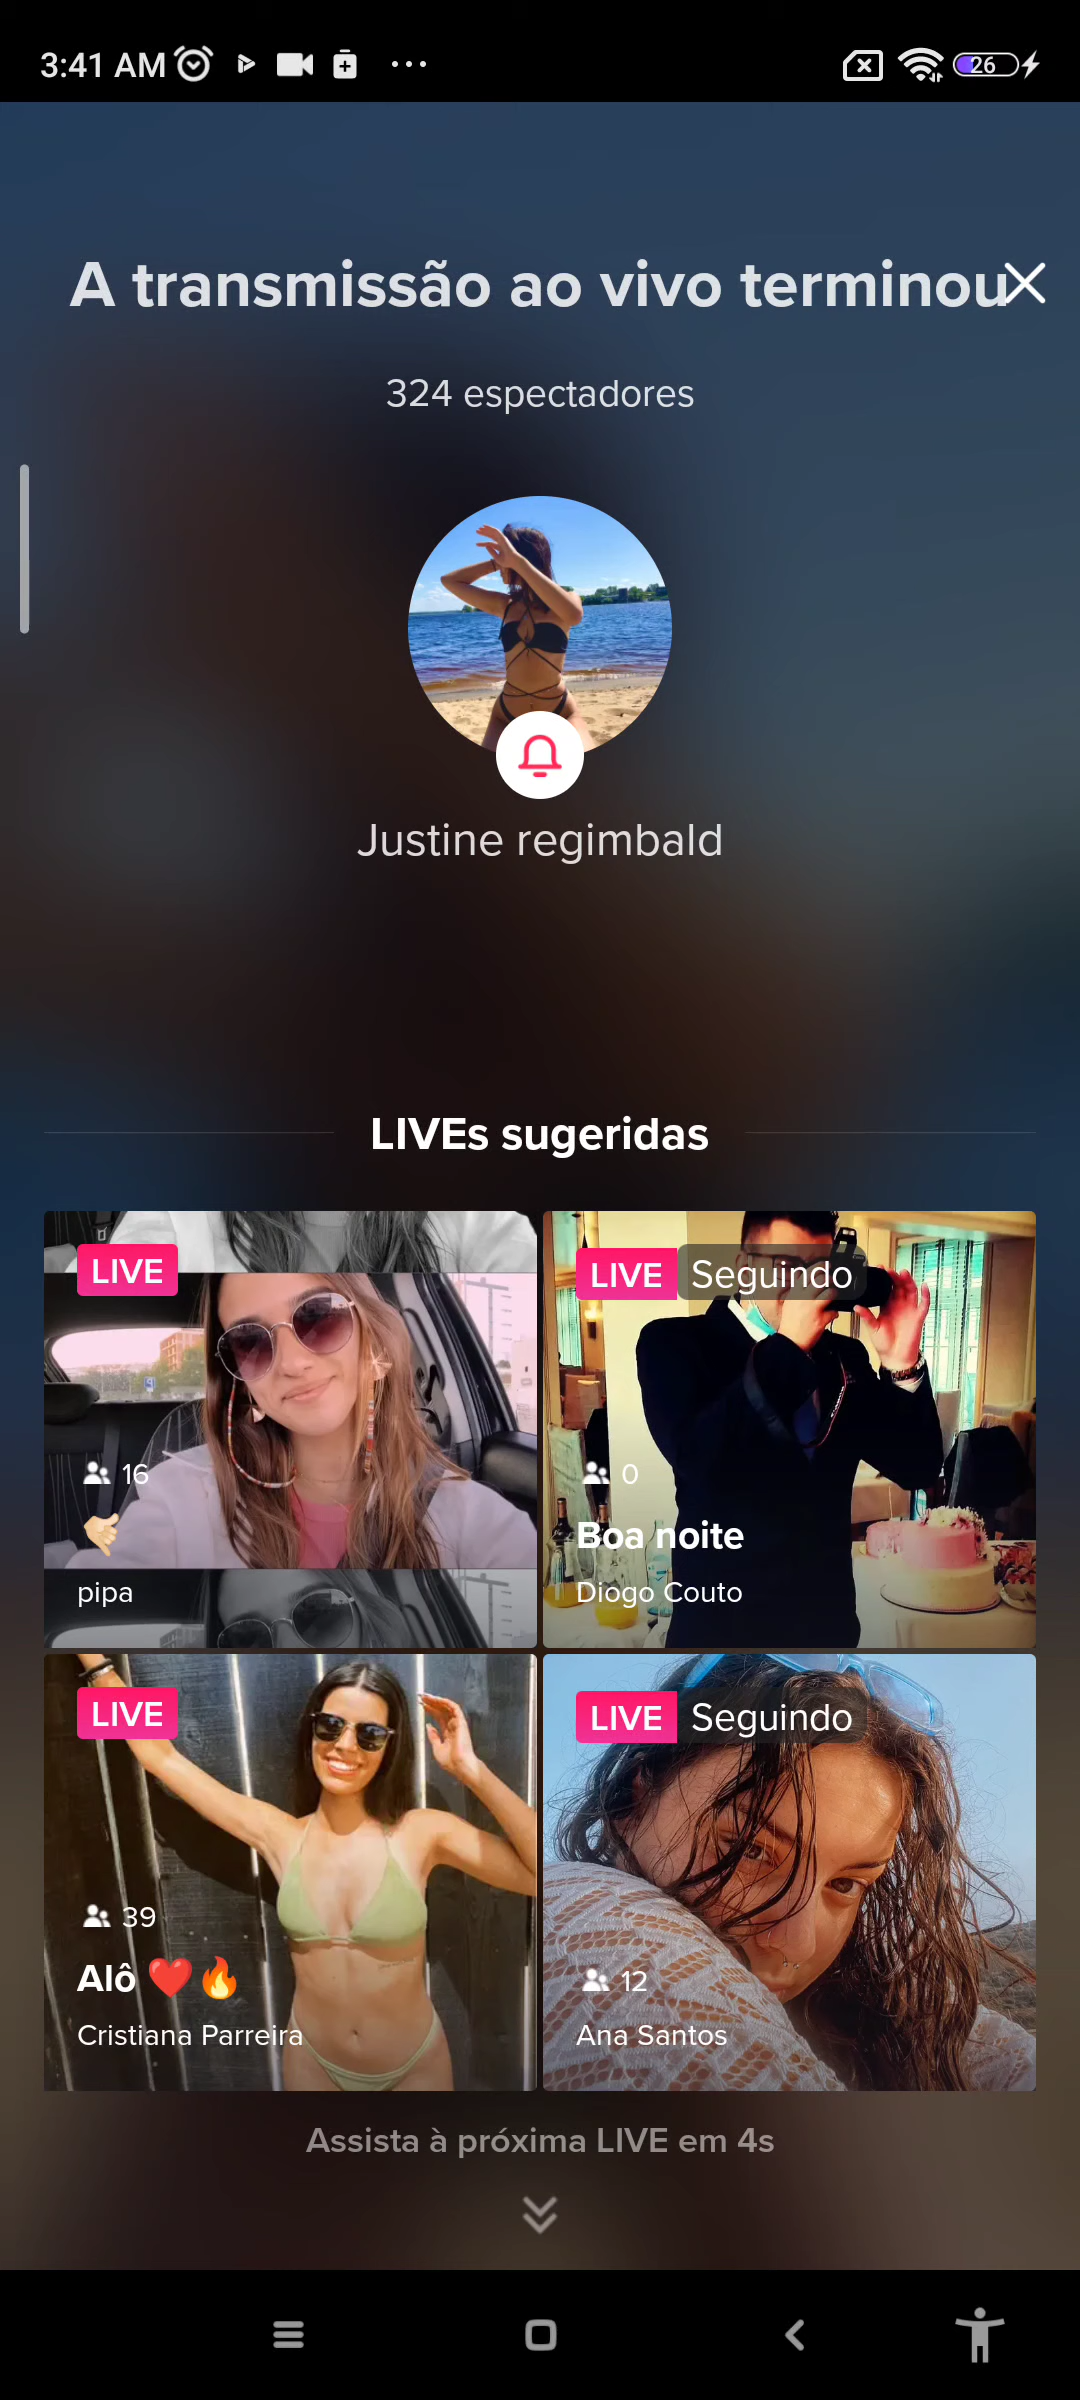 3:41 AM
26
A transmissão ao vivo terminou
324 espectadores
Justine regimbald
LIVEs sugeridas
LIVE
16
pipa
LIVE Seguindo
0
Boa noite
Diogo Couto
LIVE
39
Alô ❤️🔥
Cristiana Parreira
LIVE Seguindo
12
Ana Santos
Assista à próxima LIVE em 4s